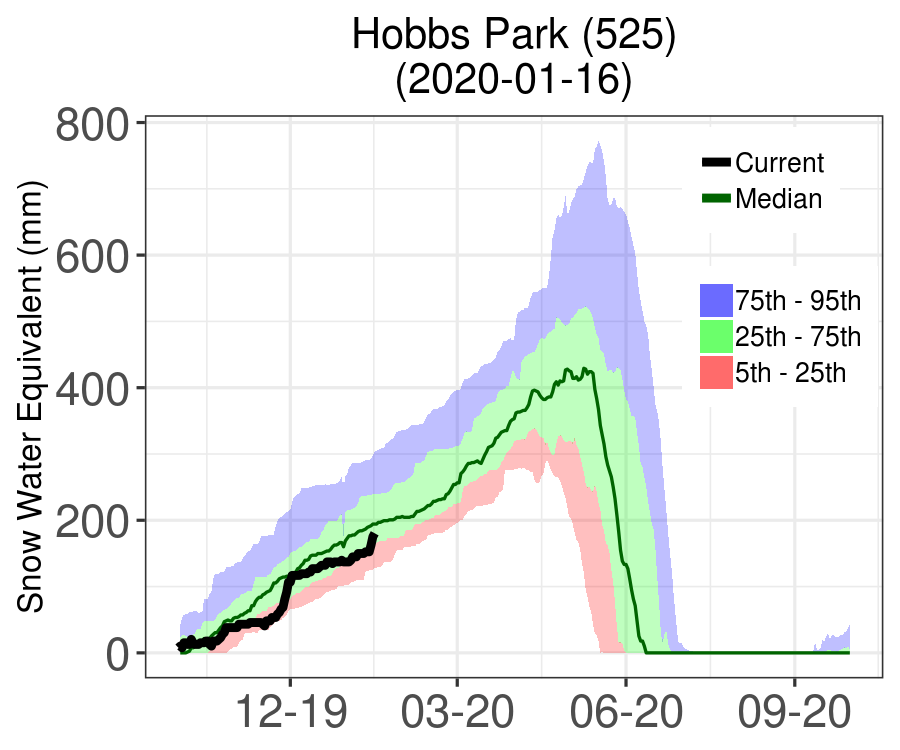 Hobbs Park (525)
(2020-01-16)
Snow Water Equivalent (mm)
800
600
400
200
0
12-19
03-20
06-20
09-20
Current
Median
75th - 95th
25th - 75th
5th - 25th